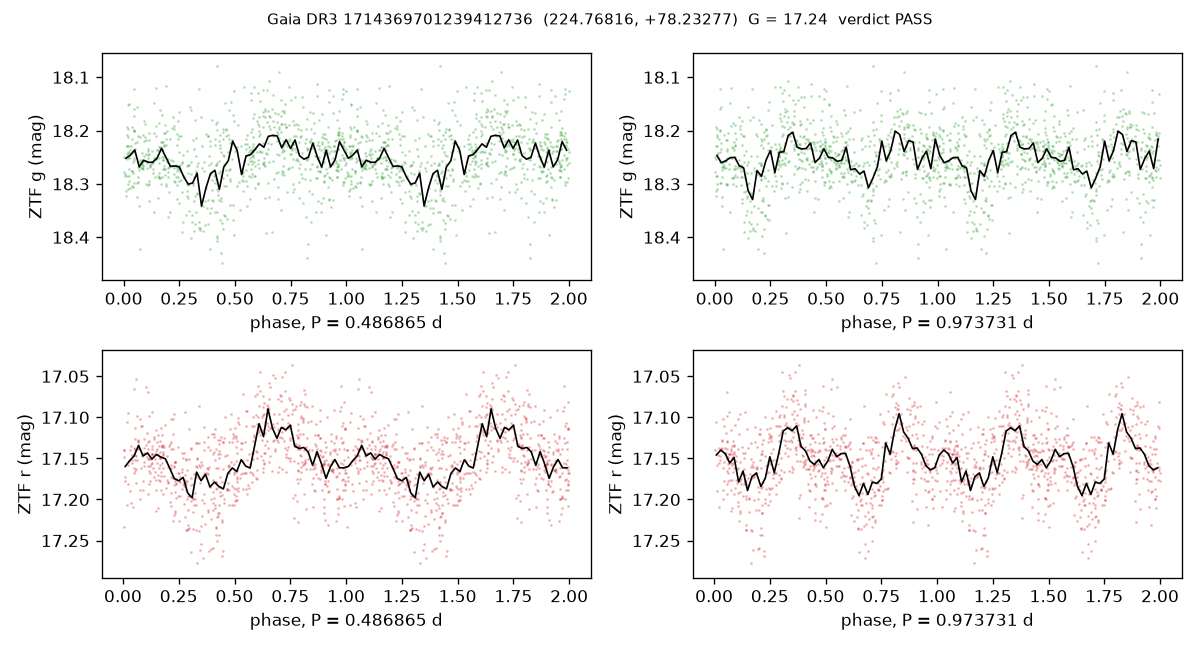 Gaia DR3 1714369701239412736 (224.76816, +78.23277) G = 17.24 verdict PASS
ZTF g (mag)
18.1
18.2
18.3
18.4
0.00 0.25 0.50 0.75 1.00 1.25 1.50 1.75 2.00
phase, P = 0.486865 d
ZTF g (mag)
18.1
18.2
18.3
18.4
0.00 0.25 0.50 0.75 1.00 1.25 1.50 1.75 2.00
phase, P = 0.973731 d
ZTF r (mag)
17.05
17.10
17.15
17.20
17.25
0.00 0.25 0.50 0.75 1.00 1.25 1.50 1.75 2.00
phase, P = 0.486865 d
ZTF r (mag)
17.05
17.10
17.15
17.20
17.25
0.00 0.25 0.50 0.75 1.00 1.25 1.50 1.75 2.00
phase, P = 0.973731 d